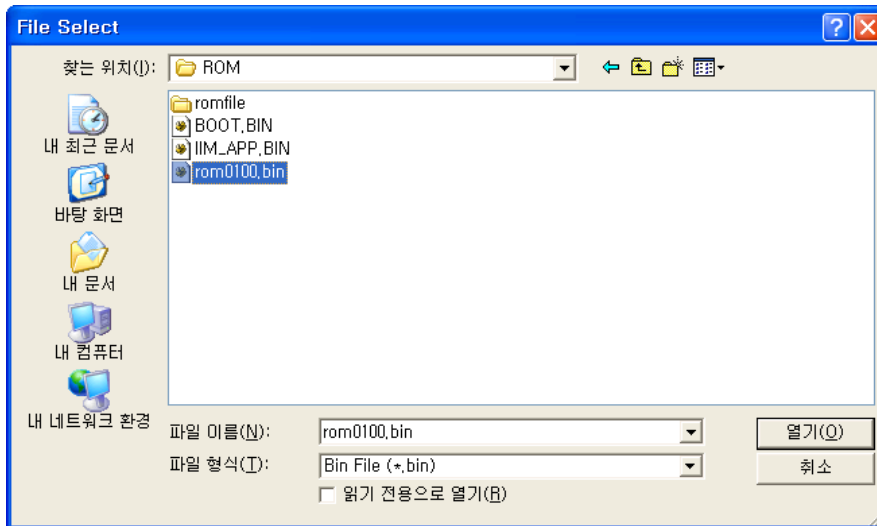 File Select
찾는 위치(I):
ROM
내 최근 문서
바탕 화면
내 문서
내 컴퓨터
내 네트워크 환경
romfile
BOOT.BIN
IIM_APP.BIN
rom0100.bin
파일 이름(N):
rom0100.bin
열기(O)
파일 형식(T):
Bin File (*.bin)
취소
읽기 전용으로 열기(R)